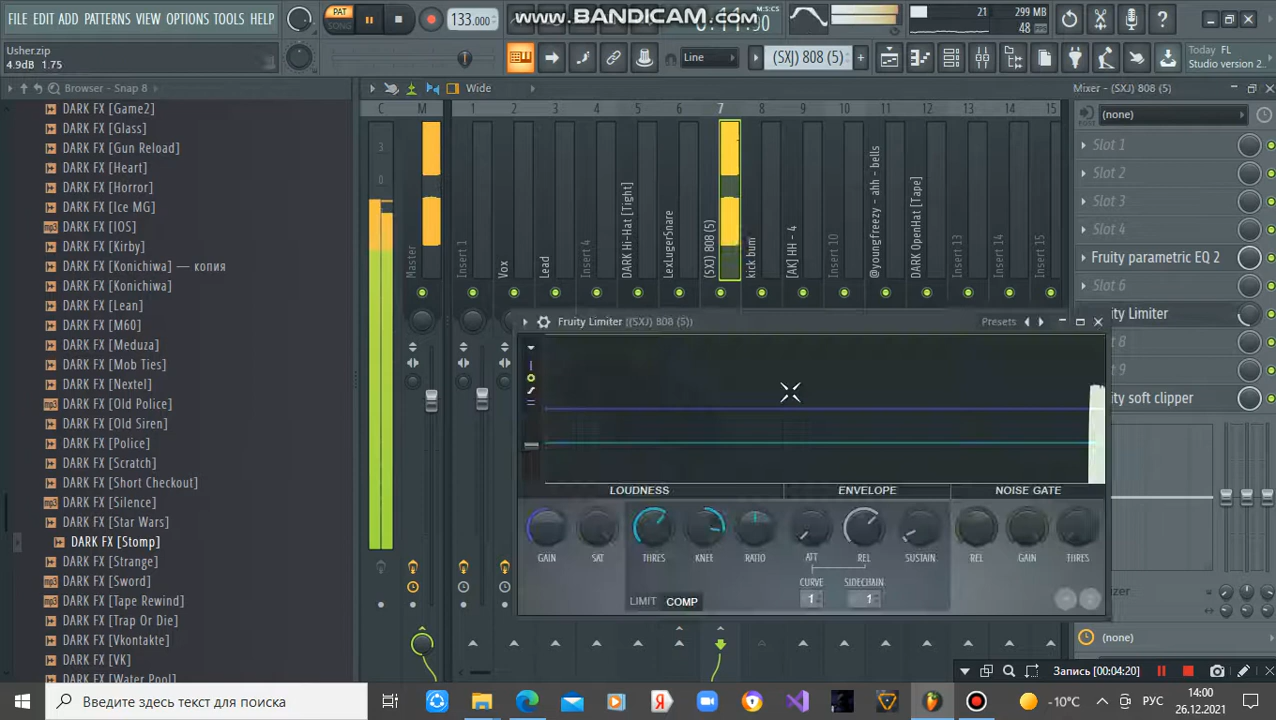 FILE EDIT ADD PATTERNS VIEW OPTIONS TOOLS HELP
PAT
SONG
133.000
www.BANDICAM.com
M:S:CS
21
299 MB
48
Usher.zip
4.9dB 1.75
Line
(SXJ) 808 (5)
Today FL
Studio version 2..
Browser - Snap 8
DARK FX [Game2]
DARK FX [Glass]
DARK FX [Gun Reload]
DARK FX [Heart]
DARK FX [Horror]
DARK FX [Ice MG]
DARK FX [IOS]
DARK FX [Kirby]
DARK FX [Konichiwa] — копия
DARK FX [Konichiwa]
DARK FX [Lean]
DARK FX [M60]
DARK FX [Meduza]
DARK FX [Mob Ties]
DARK FX [Nextel]
DARK FX [Old Police]
DARK FX [Old Siren]
DARK FX [Police]
DARK FX [Scratch]
DARK FX [Short Checkout]
DARK FX [Silence]
DARK FX [Star Wars]
DARK FX [Stomp]
DARK FX [Strange]
DARK FX [Sword]
DARK FX [Tape Rewind]
DARK FX [Trap Or Die]
DARK FX [Vkontakte]
DARK FX [VK]
DARK FX [Water Pool]
Wide
C M 1 2 3 4 5 6 7 8 9 10 11 12 13 14 15
3
0
Master
Insert 1
Vox
Lead
Insert 4
DARK Hi-Hat [Tight]
LexLugerSnare
(SXJ) 808 (5)
kick bum
[AK] HH - 4
Insert 10
@youngfreezy - ahh - bells
DARK OpenHat [Tape]
Insert 13
Insert 14
Insert 15
Mixer - (SXJ) 808 (5)
(none)
Slot 1
Slot 2
Slot 3
Slot 4
Fruity parametric EQ 2
Slot 6
Limiter
8
9
soft clipper
(none)
Fruity Limiter ((SXJ) 808 (5))
Presets
LOUDNESS
ENVELOPE
NOISE GATE
GAIN
SAT
THRES
KNEE
RATIO
ATT
REL
SUSTAIN
REL
GAIN
THRES
CURVE
1
SIDECHAIN
1
LIMIT COMP
Запись [00:04:20]
Введите здесь текст для поиска
-10°C
РУС
14:00
26.12.2021